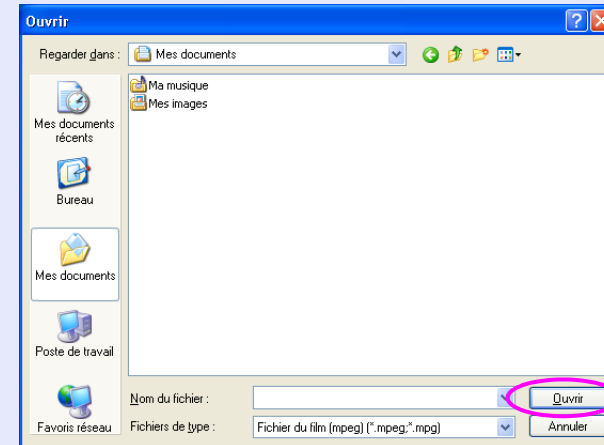 Ouvrir
Regarder dans : Mes documents
Ma musique
Mes images
Mes documents
récents
Bureau
Mes documents
Poste de travail
Favoris réseau
Nom du fichier : Ouvrir
Fichiers de type : Fichier du film (mpeg) (*.mpeg;*.mpg) Annuler